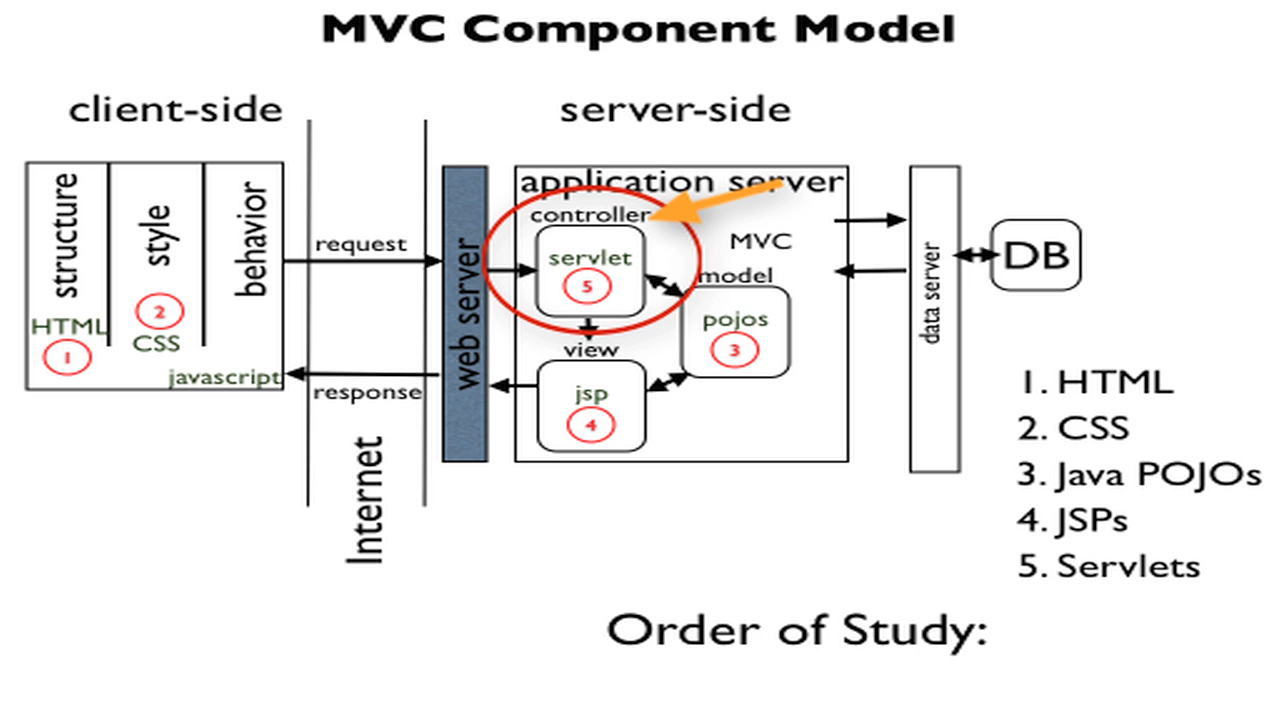 MVC Component Model
client-side
server-side
structure
style
behavior
HTML
1
2
CSS
javascript
request
response
Internet
web server
application server
controller
servlet
5
MVC
model
pojos
3
view
jsp
4
data server
DB
1. HTML
2. CSS
3. Java POJOs
4. JSPs
5. Servlets
Order of Study: